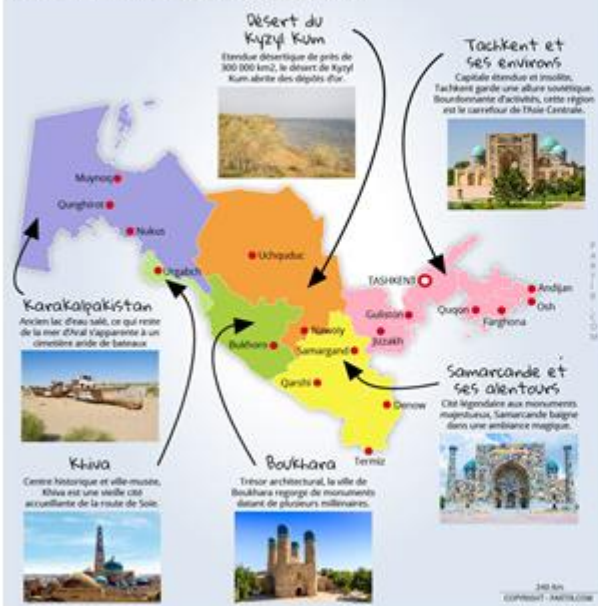 Désert du
Kyzyl Kum
Etendue désertique de près de
300 000 km2, le désert de Kyzyl
Kum abrite des dépôts d'or.
Tachkent et
ses environs
Capitale étendue et insolite,
Tachkent garde une allure soviétique.
Bourdonnante d'activités, cette région
est le carrefour de l'Asie Centrale.
Muynoq
Qunghirot
Nukus
Urgabch
Uchquduc
TASHKENT
Guliston
Jizzakh
Quqon
Farghona
Andijan
Osh
Nawoiy
Bukhoro
Samargand
Qarshi
Denow
Termiz
Karakalpakistan
Ancien lac d'eau salé, ce qui reste
de la mer d'Aral s'apparente à un
cimetière aride de bateaux
Samarcande et
ses alentours
Cité légendaire aux monuments
majestueux, Samarcande baigne
dans une ambiance magique.
Khiva
Centre historique et ville-musée,
Khiva est une vieille cité
accueillante de la route de Soie.
Boukhara
Trésor architectural, la ville de
Boukhara regorge de monuments
datant de plusieurs millénaires.
PARTIR.COM
240 Km
COPYRIGHT - PARTIR.COM